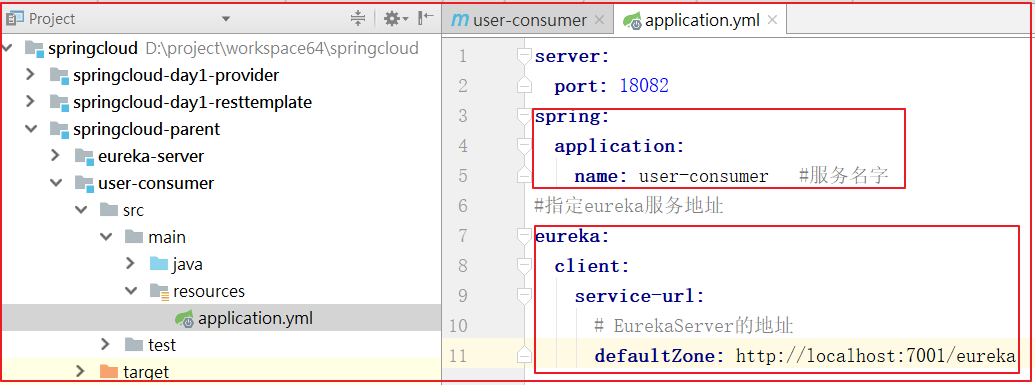 Project
springcloud D:\project\workspace64\springcloud
springcloud-day1-provider
springcloud-day1-resttemplate
springcloud-parent
eureka-server
user-consumer
src
main
java
resources
application.yml
test
target
m user-consumer × application.yml ×
1 server:
2 port: 18082
3 spring:
4 application:
5 name: user-consumer #服务名字
6 #指定eureka服务地址
7 eureka:
8 client:
9 service-url:
10 # EurekaServer的地址
11 defaultZone: http://localhost:7001/eureka